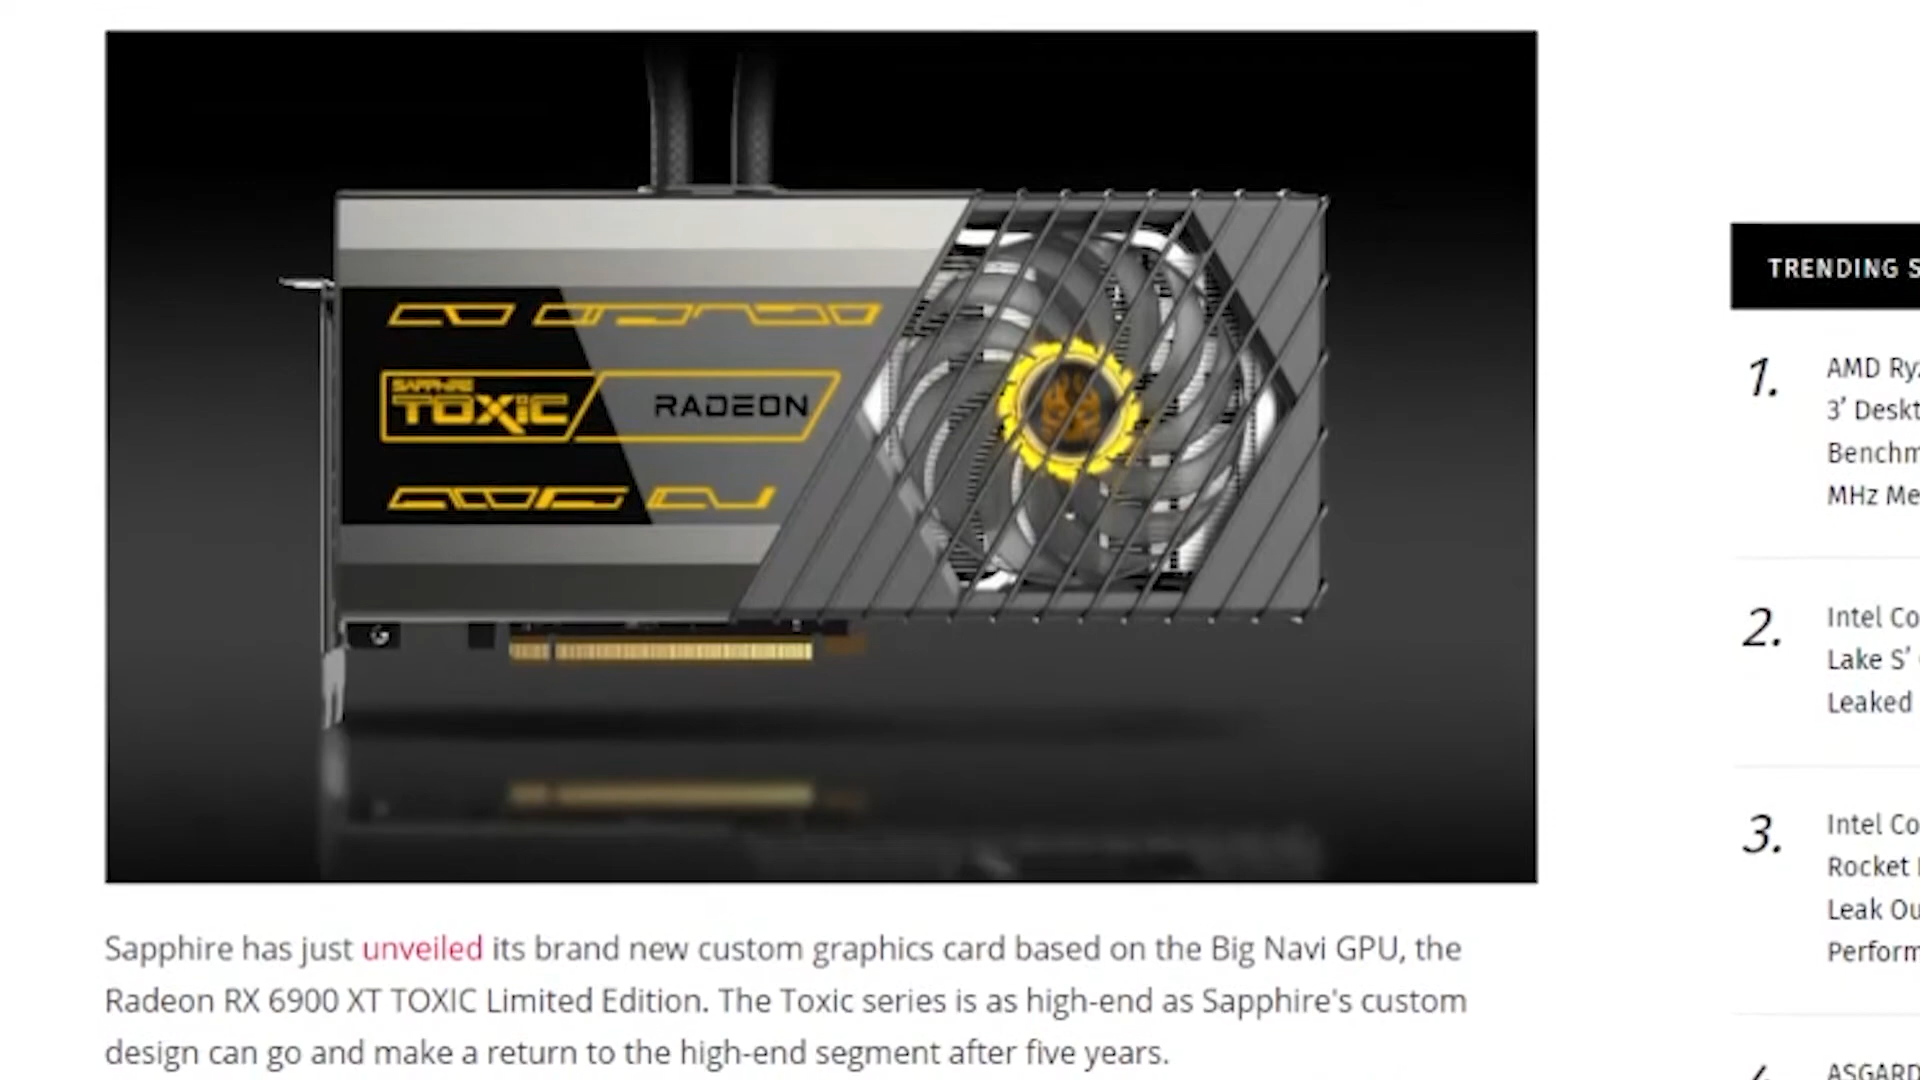 SAPPHIRE
TOXIC
RADEON
Sapphire has just unveiled its brand new custom graphics card based on the Big Navi GPU, the
Radeon RX 6900 XT TOXIC Limited Edition. The Toxic series is as high-end as Sapphire's custom
design can go and make a return to the high-end segment after five years.
TRENDING S
1.
AMD Ry
3' Deskt
Benchm
MHz Me
2.
Intel Co
Lake S'
Leaked
3.
Intel Co
Rocket
Leak Ou
Perform
ASGARD